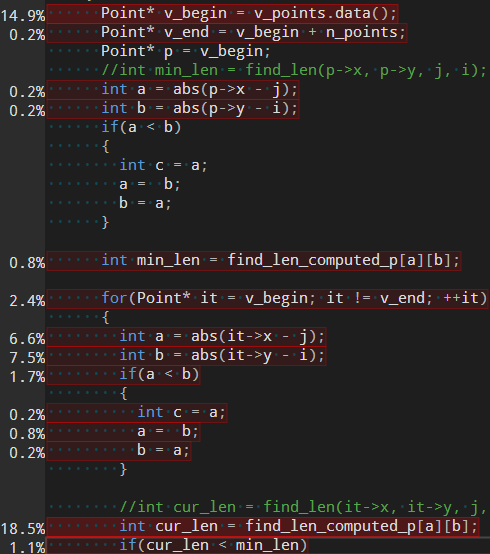 14.9% Point* v_begin = v_points.data();
0.2% Point* v_end = v_begin + n_points;
Point* p = v_begin;
//int min_len = find_len(p->x, p->y, j, i);
0.2% int a = abs(p->x - j);
0.2% int b = abs(p->y - i);
if(a < b)
{
int c = a;
a = b;
b = a;
}
0.8% int min_len = find_len_computed_p[a][b];
2.4% for(Point* it = v_begin; it != v_end; ++it)
{
6.6% int a = abs(it->x - j);
7.5% int b = abs(it->y - i);
1.7% if(a < b)
{
0.2% int c = a;
0.8% a = b;
0.2% b = a;
}
//int cur_len = find_len(it->x, it->y, j,
18.5% int cur_len = find_len_computed_p[a][b];
1.1% if(cur_len < min_len)